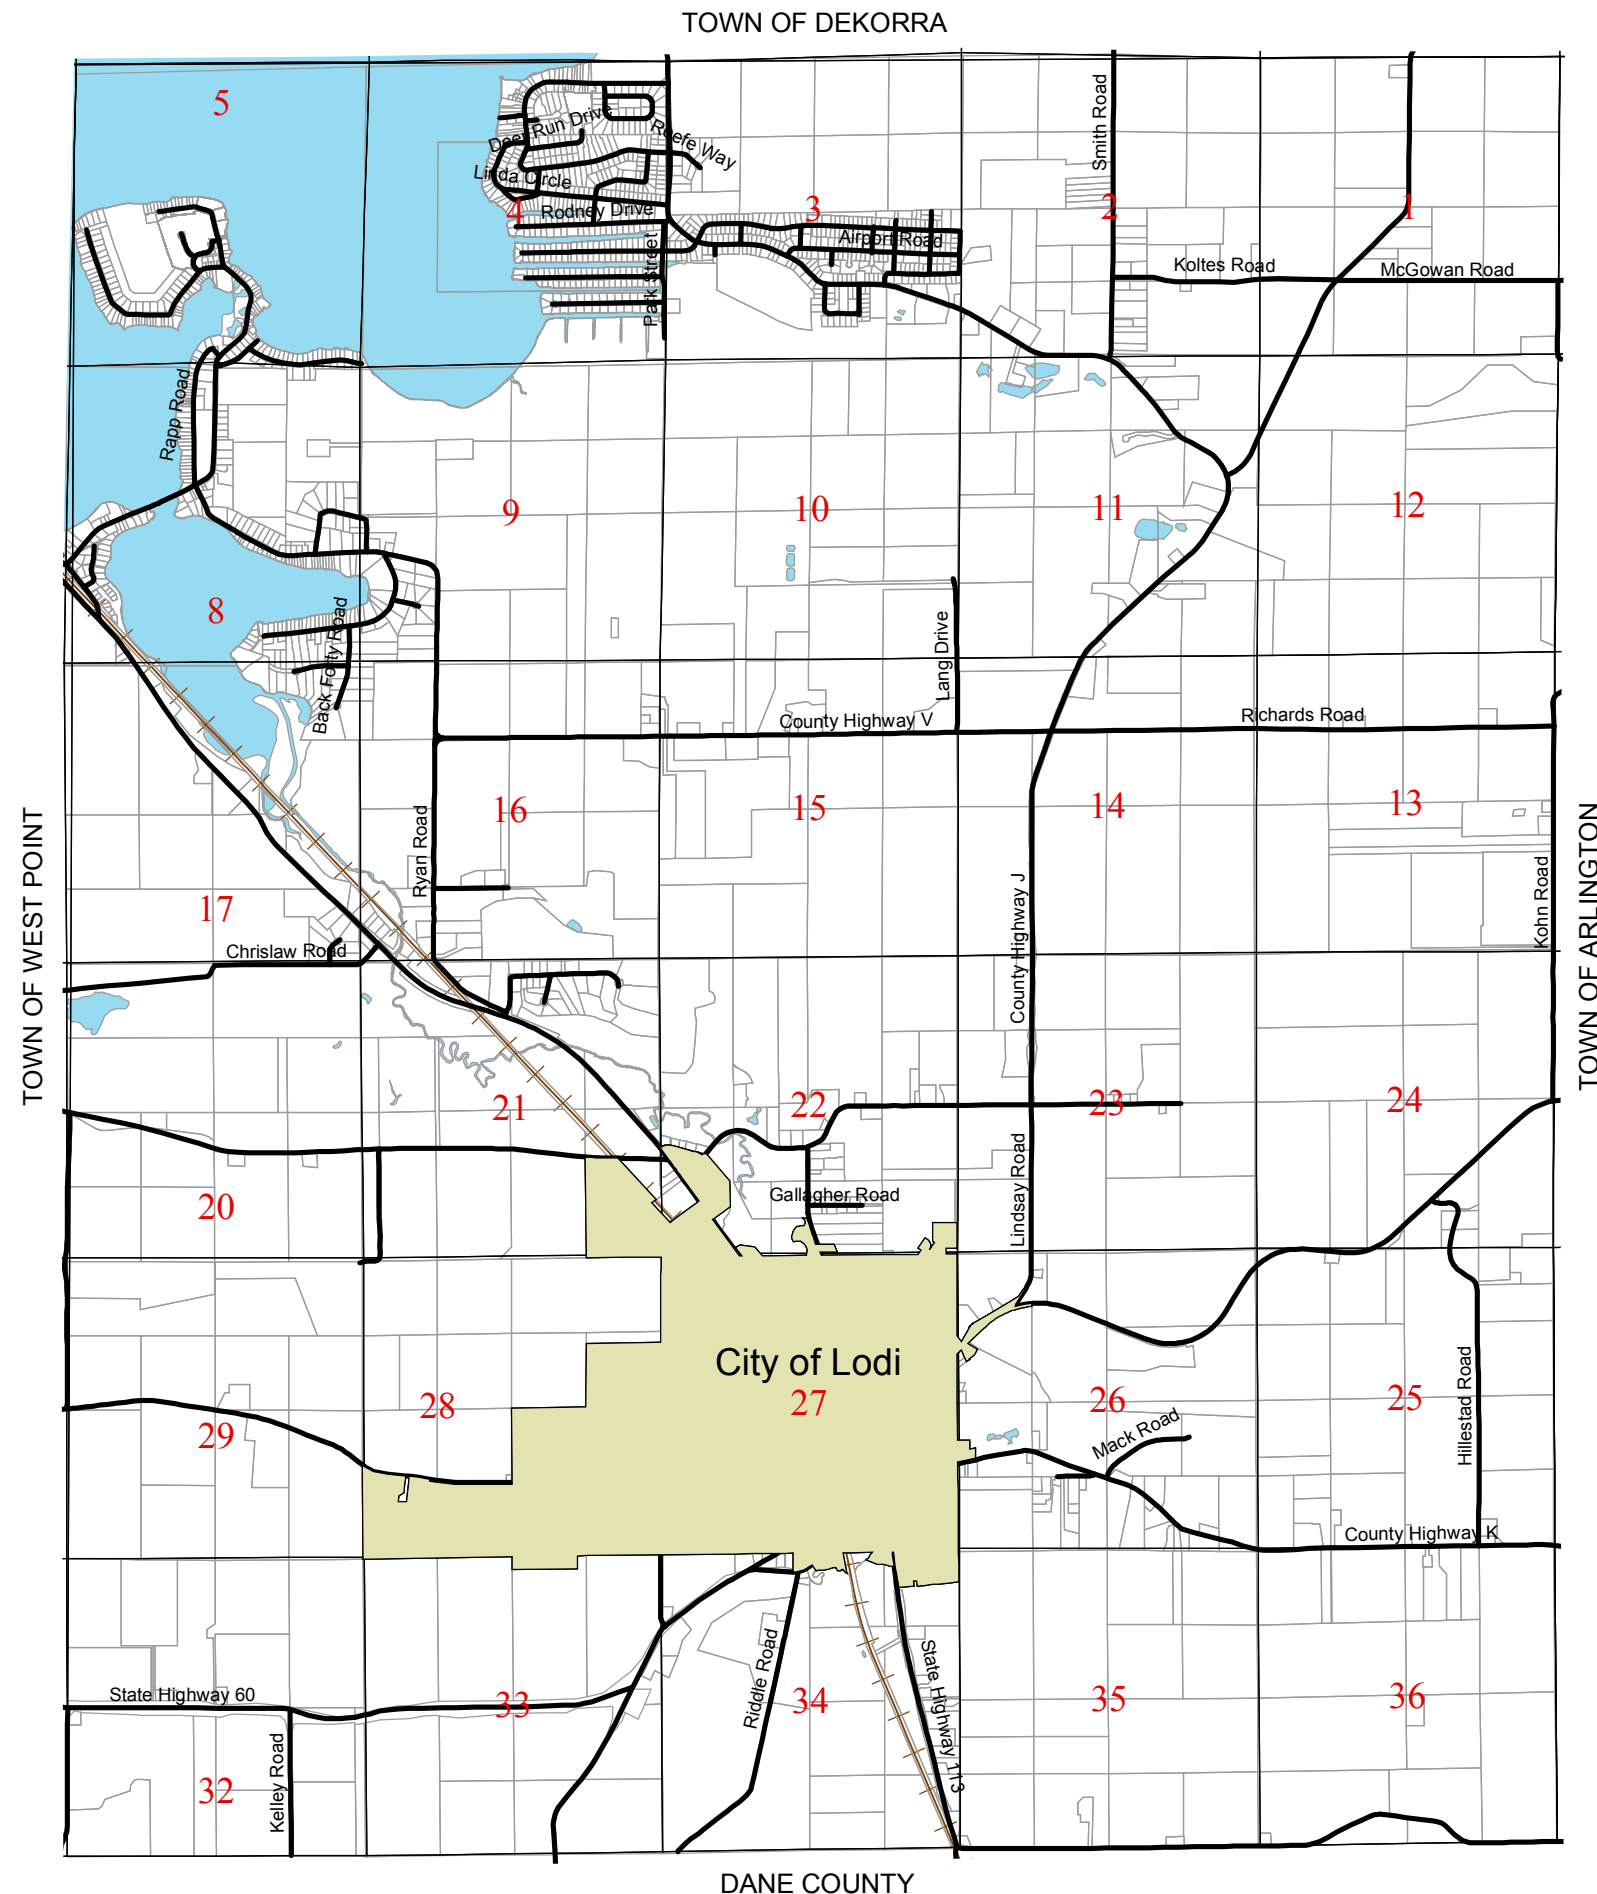 TOWN OF DEKORRA
5
Smith Road
Deer Run Drive
Reefe Way
Linda Circle
4
Rodney Drive
3
2
1
Airport Road
Park Street
Koltes Road
McGowan Road
Rapp Road
9
10
11
12
8
Back Forty Road
Lang Drive
County Highway V
Richards Road
TOWN OF WEST POINT
TOWN OF ARLINGTON
16
15
14
13
Ryan Road
17
County Highway J
Kohn Road
Chrislaw Road
21
22
23
24
20
Gallagher Road
Lindsay Road
City of Lodi
27
28
29
26
25
Mack Road
Hillestad Road
County Highway K
State Highway 60
33
Riddle Road
34
State Highway 113
35
36
32
Kelley Road
DANE COUNTY